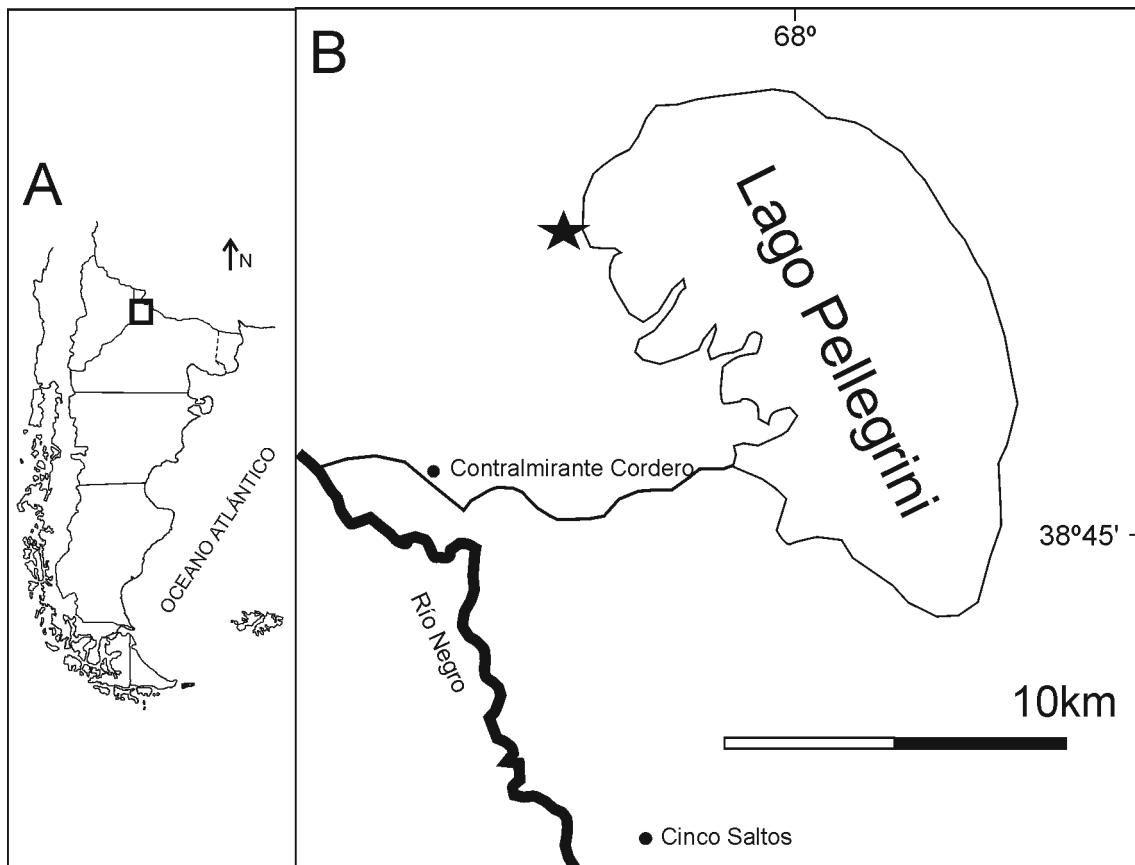 A
N
OCEANO ATLÁNTICO
B
68º
Lago Pellegrini
Contralmirante Cordero
38º45'
Río Negro
10km
Cinco Saltos